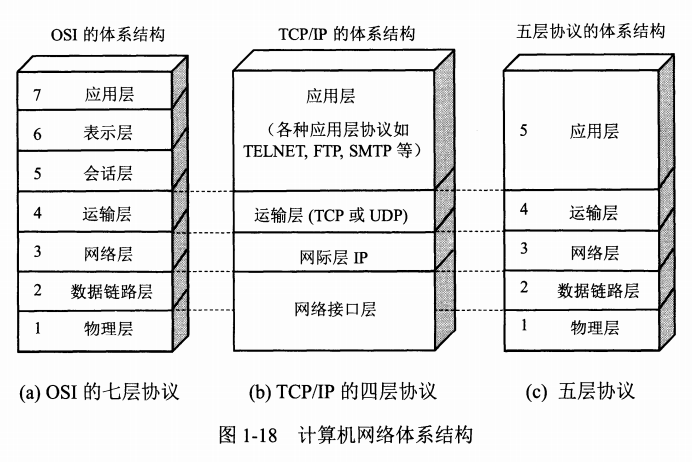 OSI 的体系结构
TCP/IP 的体系结构
五层协议的体系结构
7 应用层
6 表示层
5 会话层
4 运输层
3 网络层
2 数据链路层
1 物理层
应用层
(各种应用层协议如
TELNET, FTP, SMTP 等)
运输层 (TCP 或 UDP)
网际层 IP
网络接口层
5 应用层
4 运输层
3 网络层
2 数据链路层
1 物理层
(a) OSI 的七层协议
(b) TCP/IP 的四层协议
(c) 五层协议
图 1-18 计算机网络体系结构